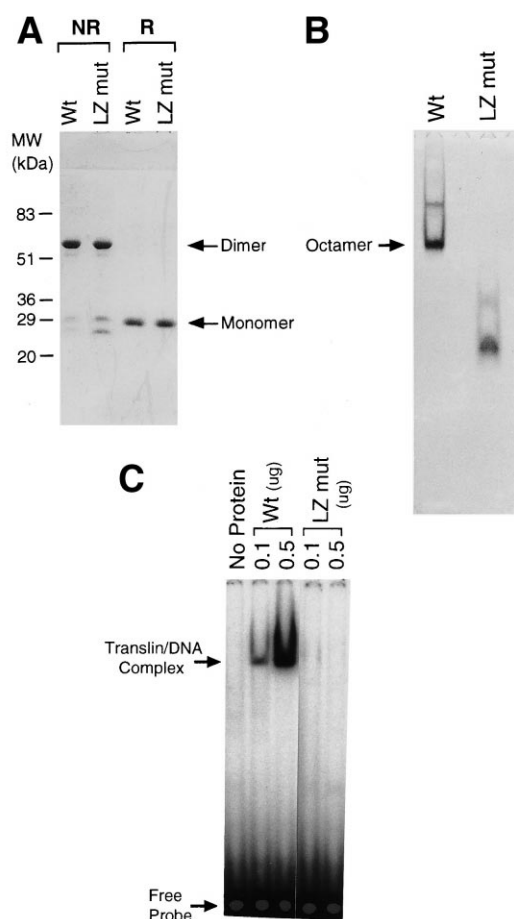 A
NR R
Wt LZ mut Wt LZ mut
MW
(kDa)
83
51
36
29
20
Dimer
Monomer
B
Wt LZ mut
Octamer
C
No Protein
Wt (ug)
0.1 0.5
LZ mut
(ug)
0.1 0.5
Translin/DNA
Complex
Free
Probe